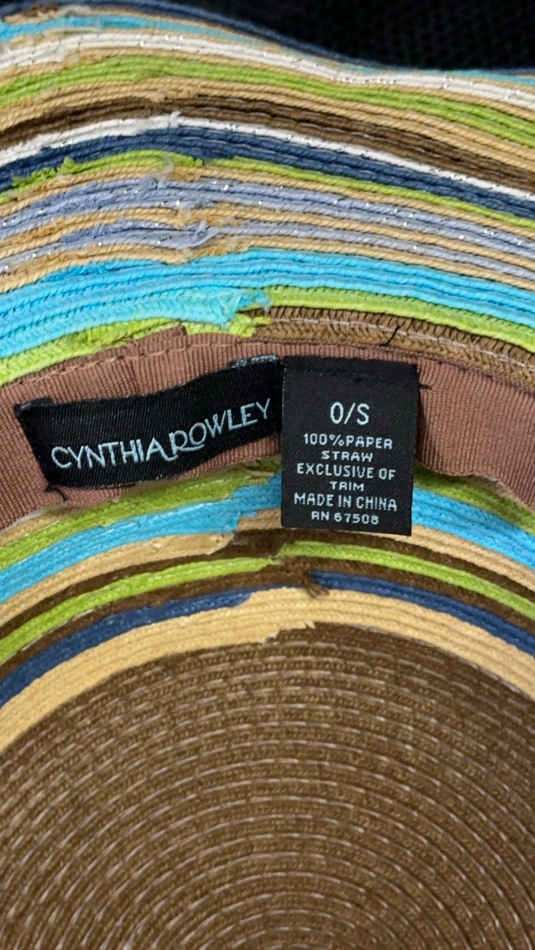 CYNTHIA ROWLEY
O/S
100%PAPER
STRAW
EXCLUSIVE OF
TRIM
MADE IN CHINA
RN 67508